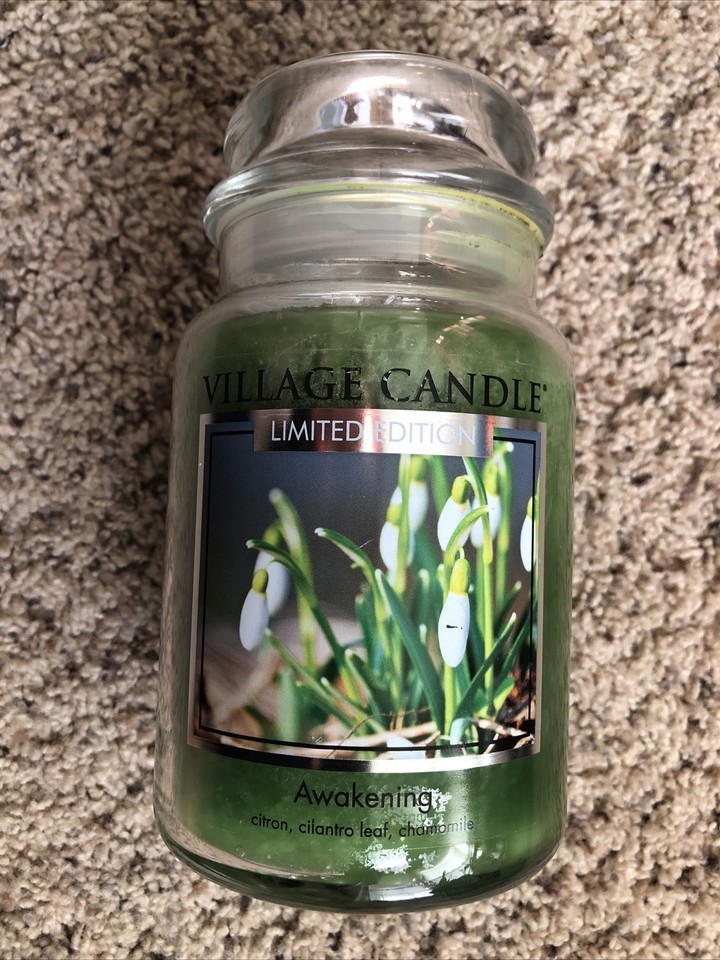 VILLAGE CANDLE®
LIMITED EDITION
Awakening
citron, cilantro leaf, chamomile